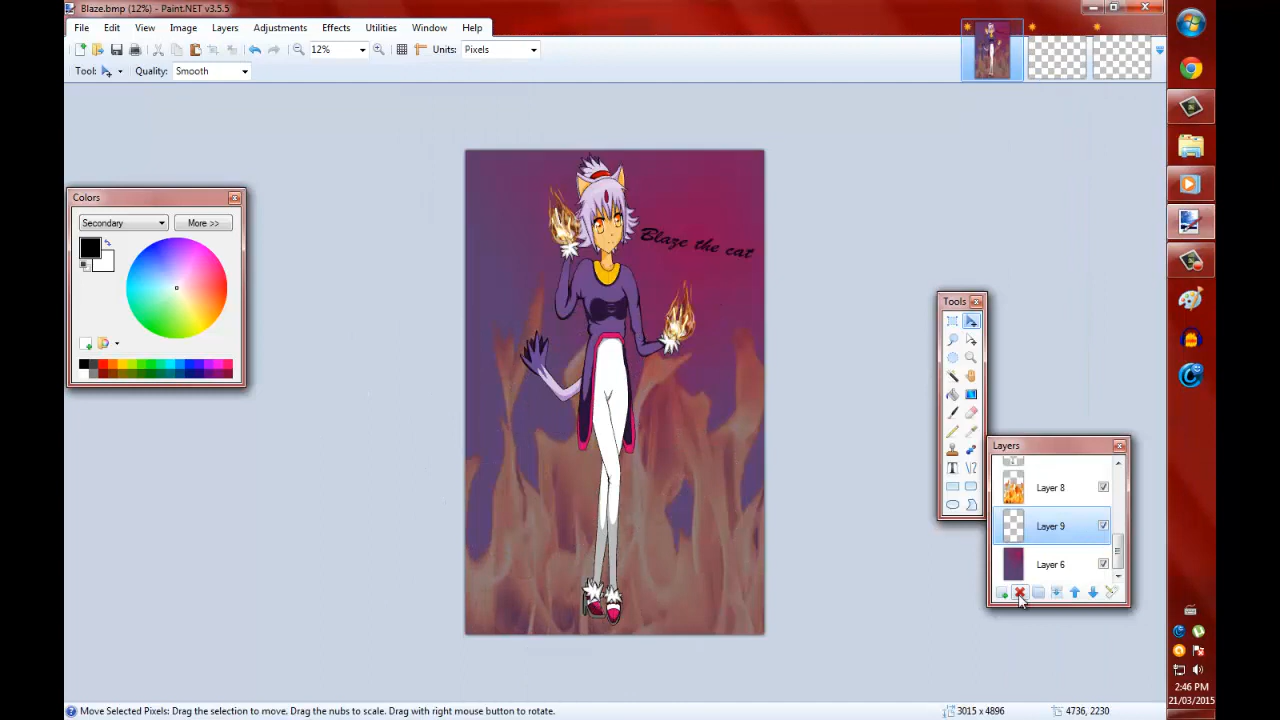 Blaze.bmp (12%) - Paint.NET v3.5.5
File Edit View Image Layers Adjustments Effects Utilities Window Help
12% Units: Pixels
Tool: Quality: Smooth
Colors
Secondary More >>
Blaze the cat
Tools
Layers
Layer 8
Layer 9
Layer 6
2:46 PM
21/03/2015
Move Selected Pixels: Drag the selection to move. Drag the nubs to scale. Drag with right mouse button to rotate. 3015 x 4896 4736, 2230